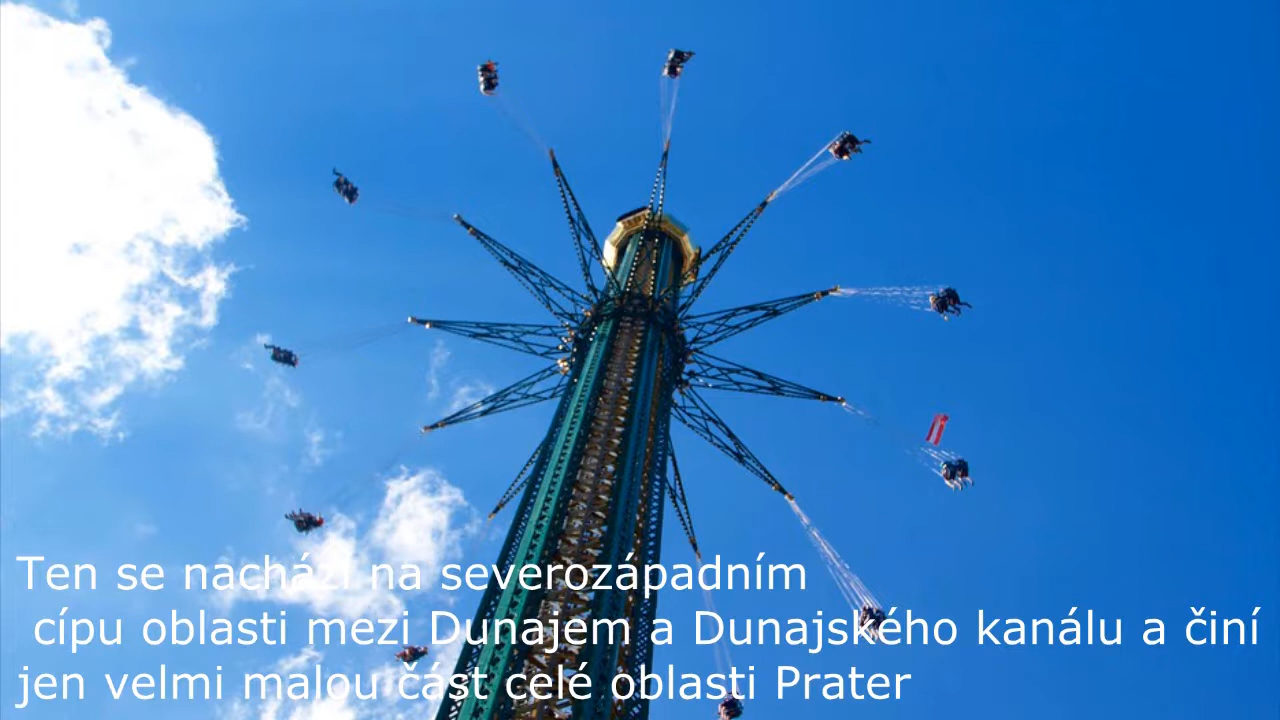 Ten se nachází na severozápadním
cípu oblasti mezi Dunajem a Dunajského kanálu a činí
jen velmi malou část celé oblasti Prater